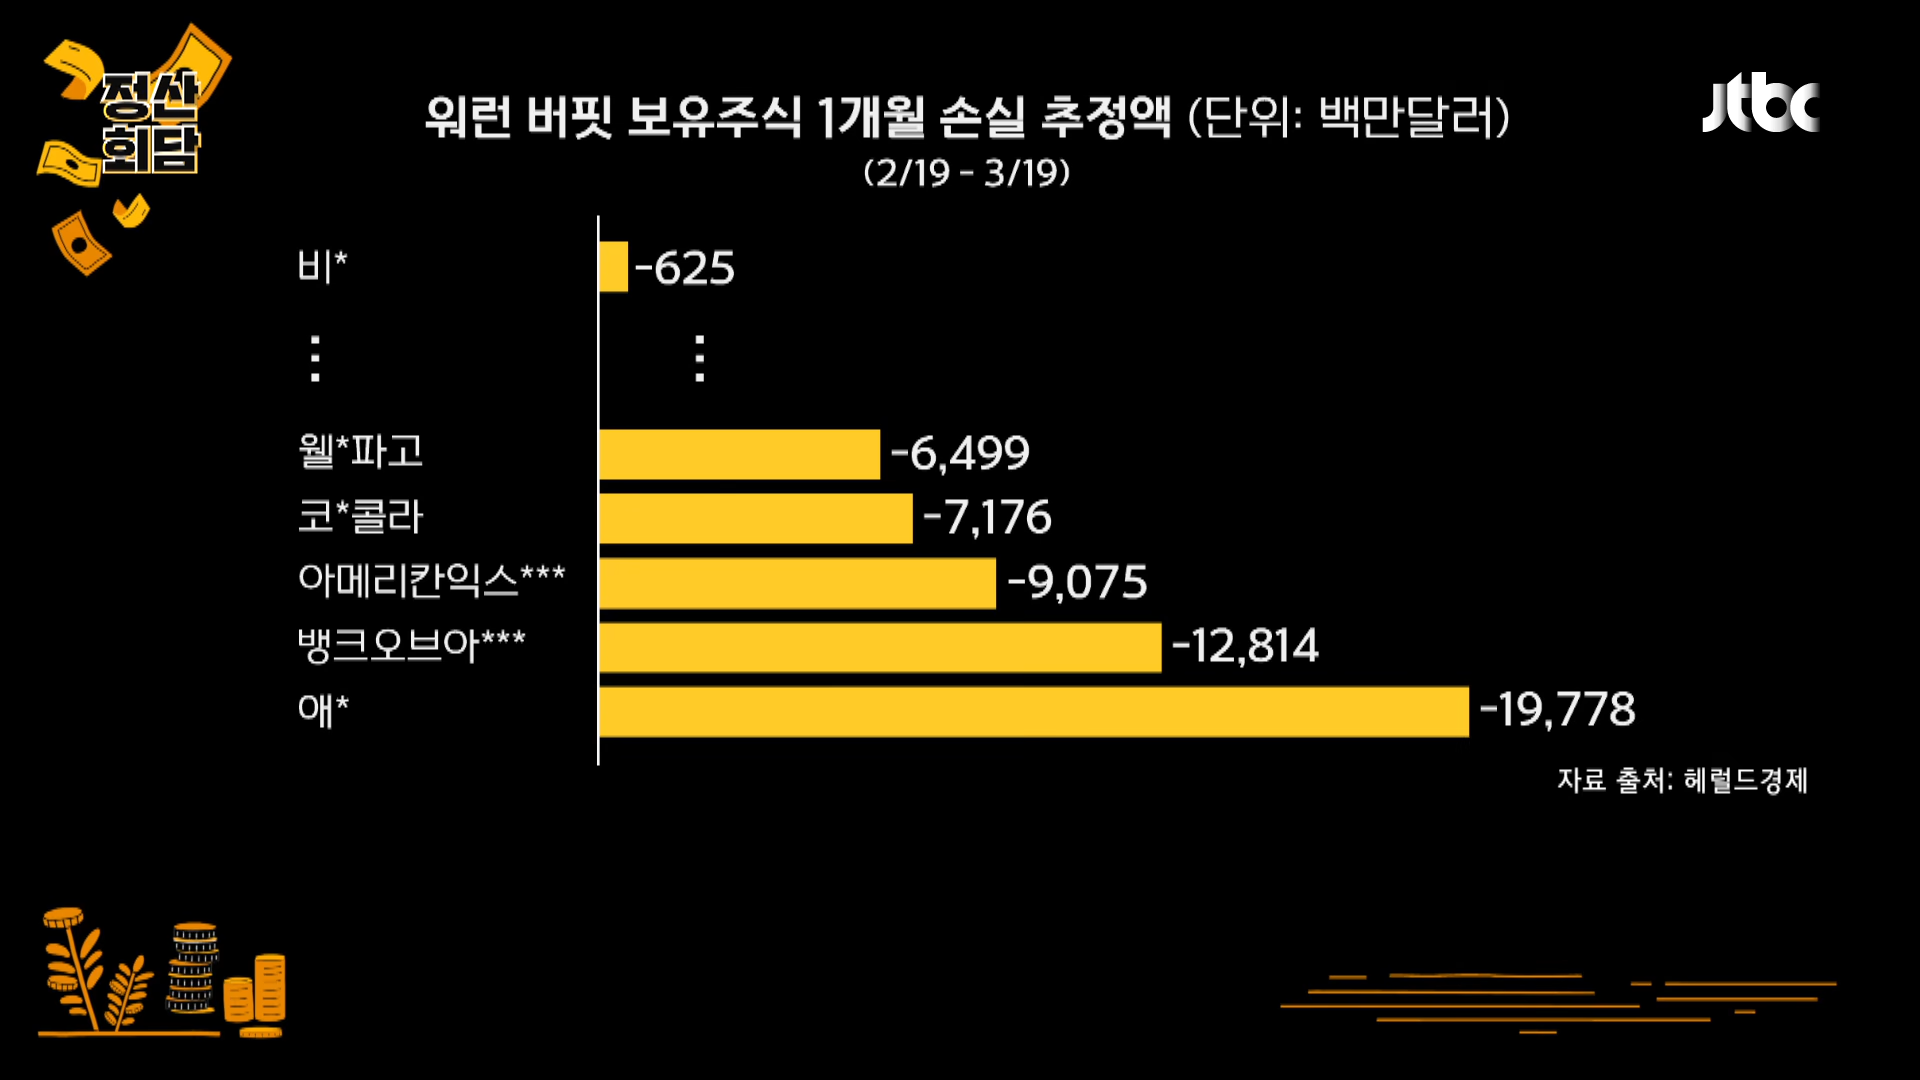 정산
회담
jtbc
워런 버핏 보유주식 1개월 손실 추정액 (단위: 백만달러)
(2/19 - 3/19)
비* -625
⋮ ⋮
웰*파고 -6,499
코*콜라 -7,176
아메리칸익스*** -9,075
뱅크오브아*** -12,814
애* -19,778
자료 출처: 헤럴드경제